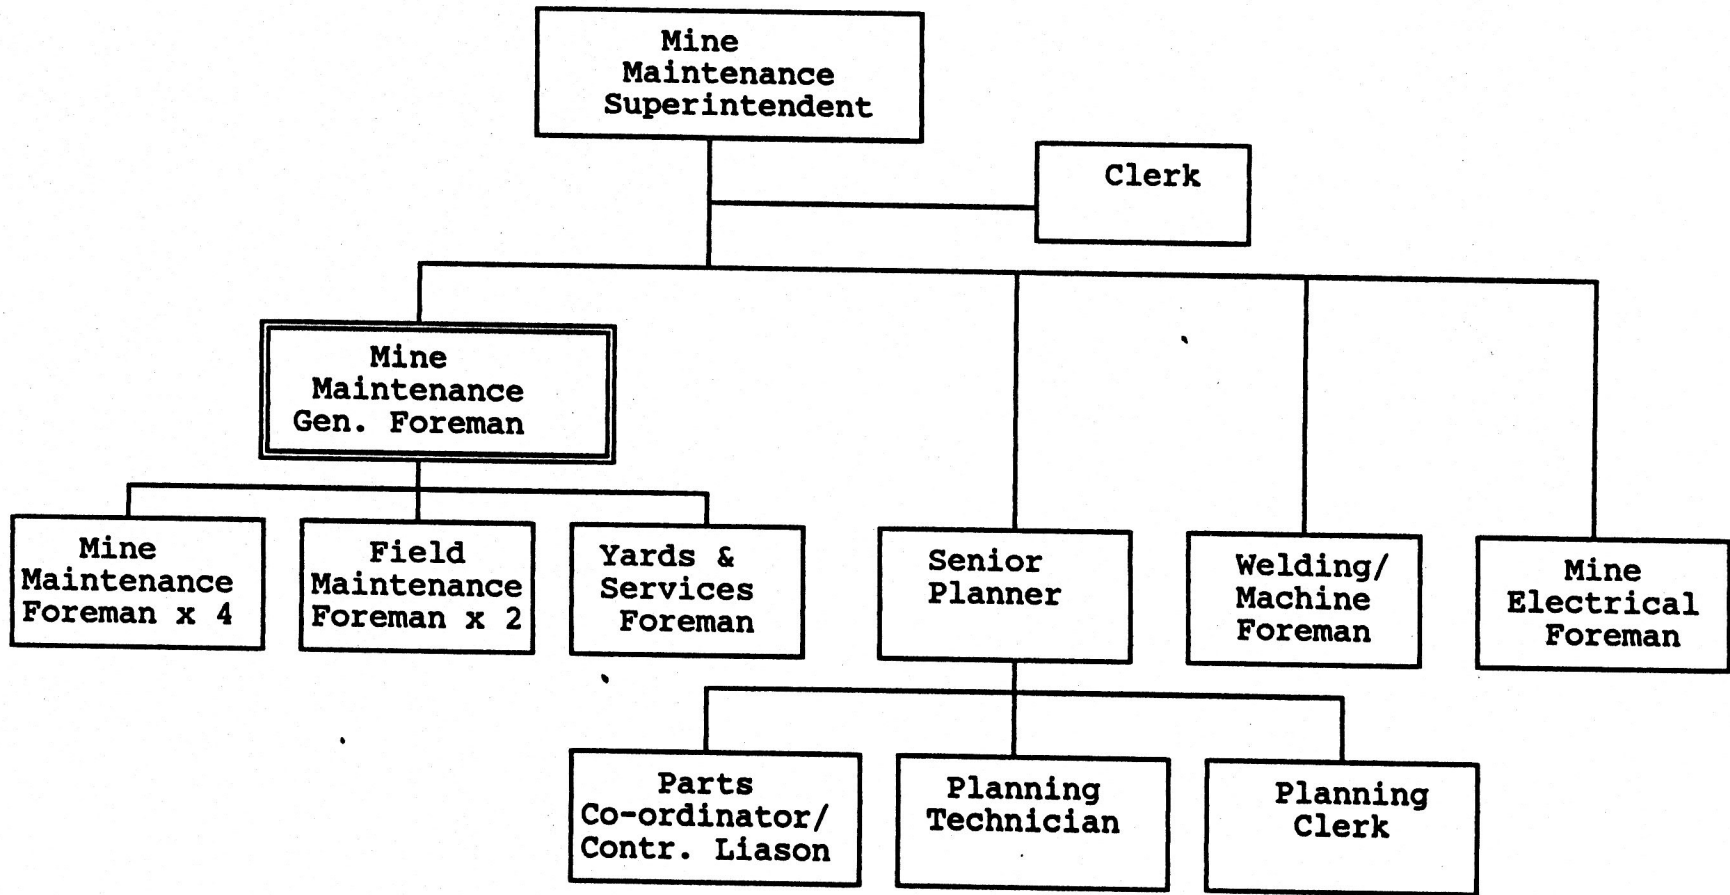 Mine
Maintenance
Superintendent
Clerk
Mine
Maintenance
Gen. Foreman
Mine
Maintenance
Foreman x 4
Field
Maintenance
Foreman x 2
Yards &
Services
Foreman
Senior
Planner
Welding/
Machine
Foreman
Mine
Electrical
Foreman
Parts
Co-ordinator/
Contr. Liason
Planning
Technician
Planning
Clerk